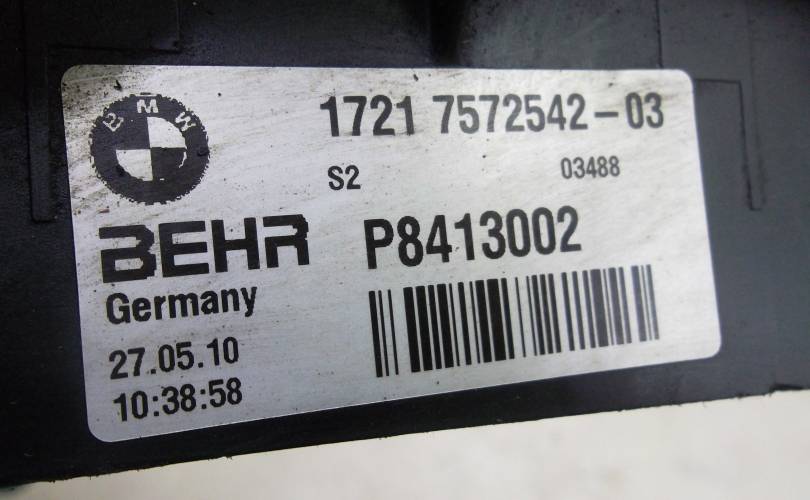 BMW
1721 7572542-03
S2 03488
BEHR P8413002
Germany
27.05.10
10:38:58